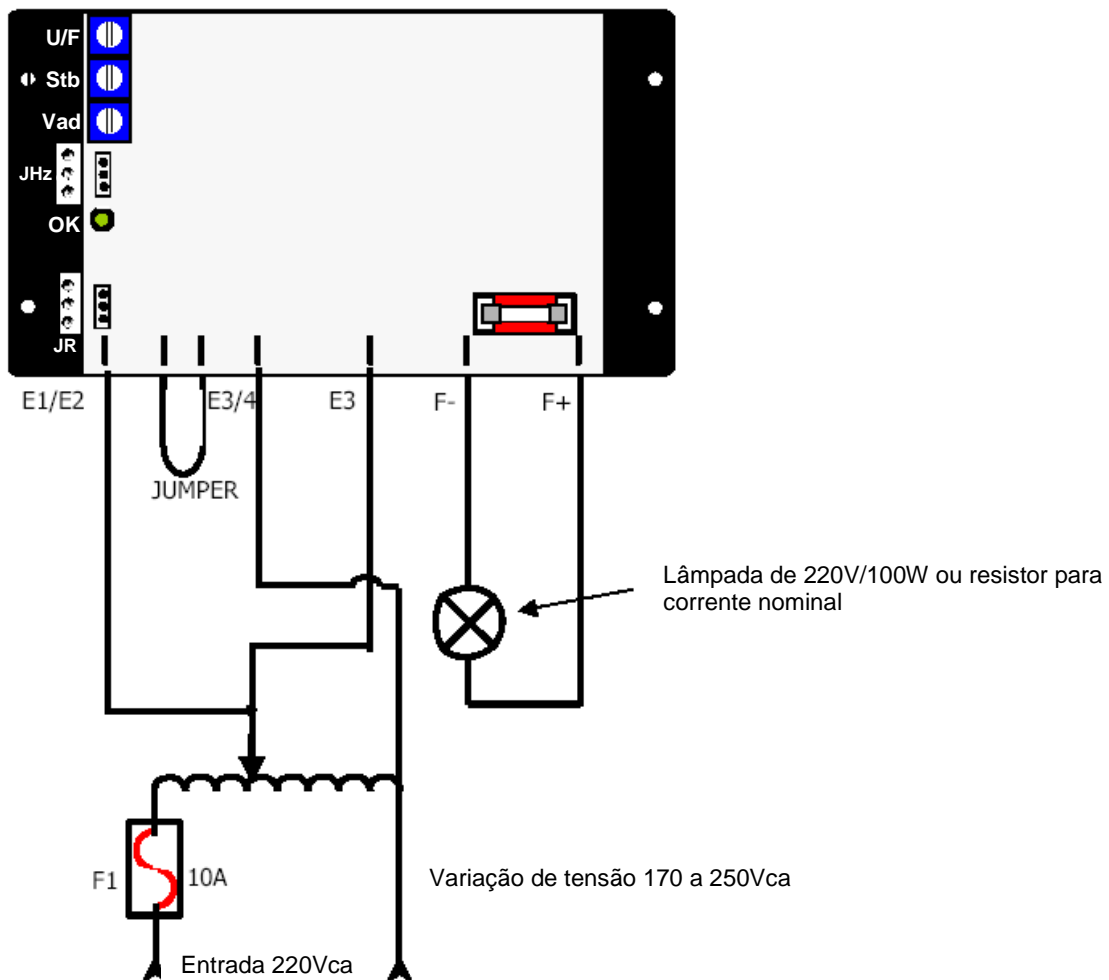 U/F
Stb
Vad
JHz
OK
JR
E1/E2
E3/4
E3
F-
F+
JUMPER
Lâmpada de 220V/100W ou resistor para
corrente nominal
F1
10A
Variação de tensão 170 a 250Vca
Entrada 220Vca